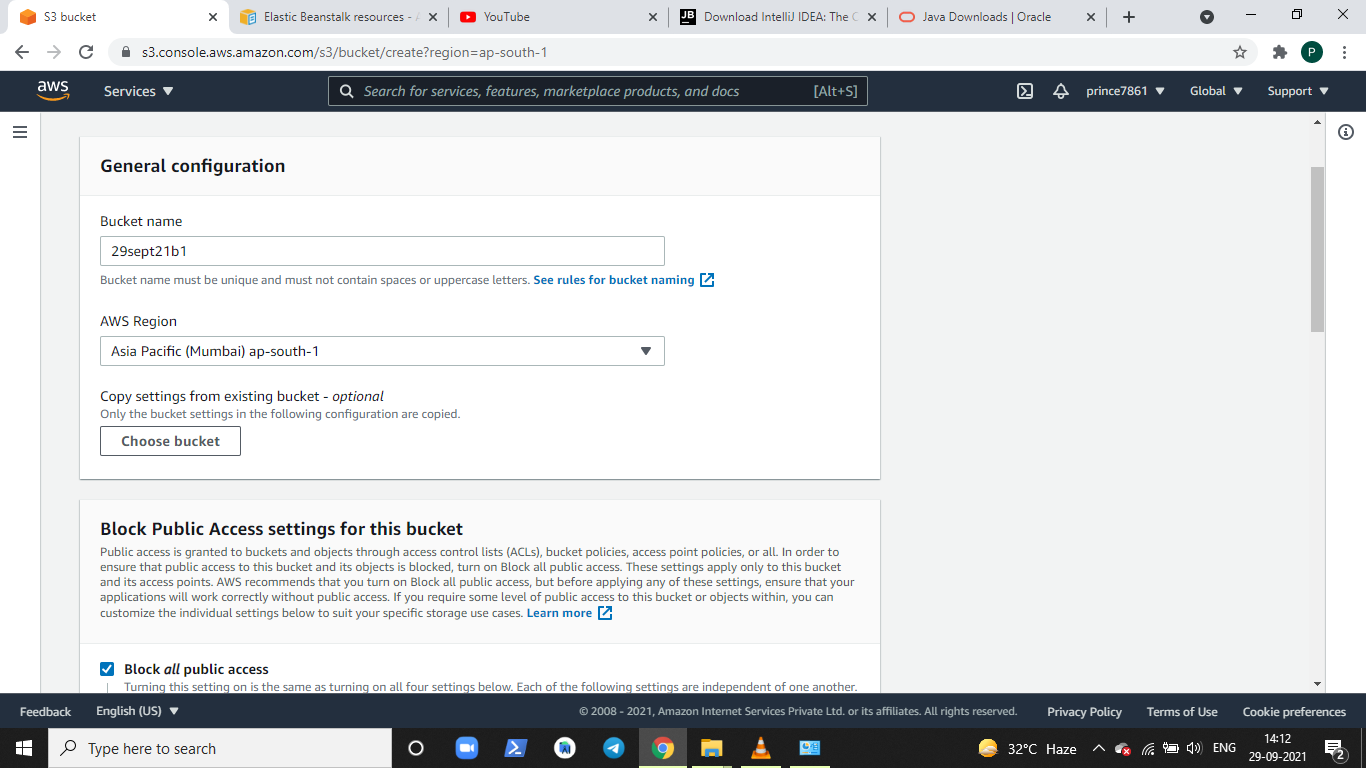 S3 bucket
Elastic Beanstalk resources -
YouTube
Download IntelliJ IDEA: The
Java Downloads | Oracle
s3.console.aws.amazon.com/s3/bucket/create?region=ap-south-1
P
aws
Services
Search for services, features, marketplace products, and docs
[Alt+S]
prince7861
Global
Support
General configuration
Bucket name
29sept21b1
Bucket name must be unique and must not contain spaces or uppercase letters. See rules for bucket naming
AWS Region
Asia Pacific (Mumbai) ap-south-1
Copy settings from existing bucket - optional
Only the bucket settings in the following configuration are copied.
Choose bucket
Block Public Access settings for this bucket
Public access is granted to buckets and objects through access control lists (ACLs), bucket policies, access point policies, or all. In order to
ensure that public access to this bucket and its objects is blocked, turn on Block all public access. These settings apply only to this bucket
and its access points. AWS recommends that you turn on Block all public access, but before applying any of these settings, ensure that your
applications will work correctly without public access. If you require some level of public access to this bucket or objects within, you can
customize the individual settings below to suit your specific storage use cases. Learn more
Block all public access
Turning this setting on is the same as turning on all four settings below. Each of the following settings are independent of one another.
Feedback
English (US)
© 2008 - 2021, Amazon Internet Services Private Ltd. or its affiliates. All rights reserved.
Privacy Policy
Terms of Use
Cookie preferences
Type here to search
32°C Haze
ENG
14:12
29-09-2021
2